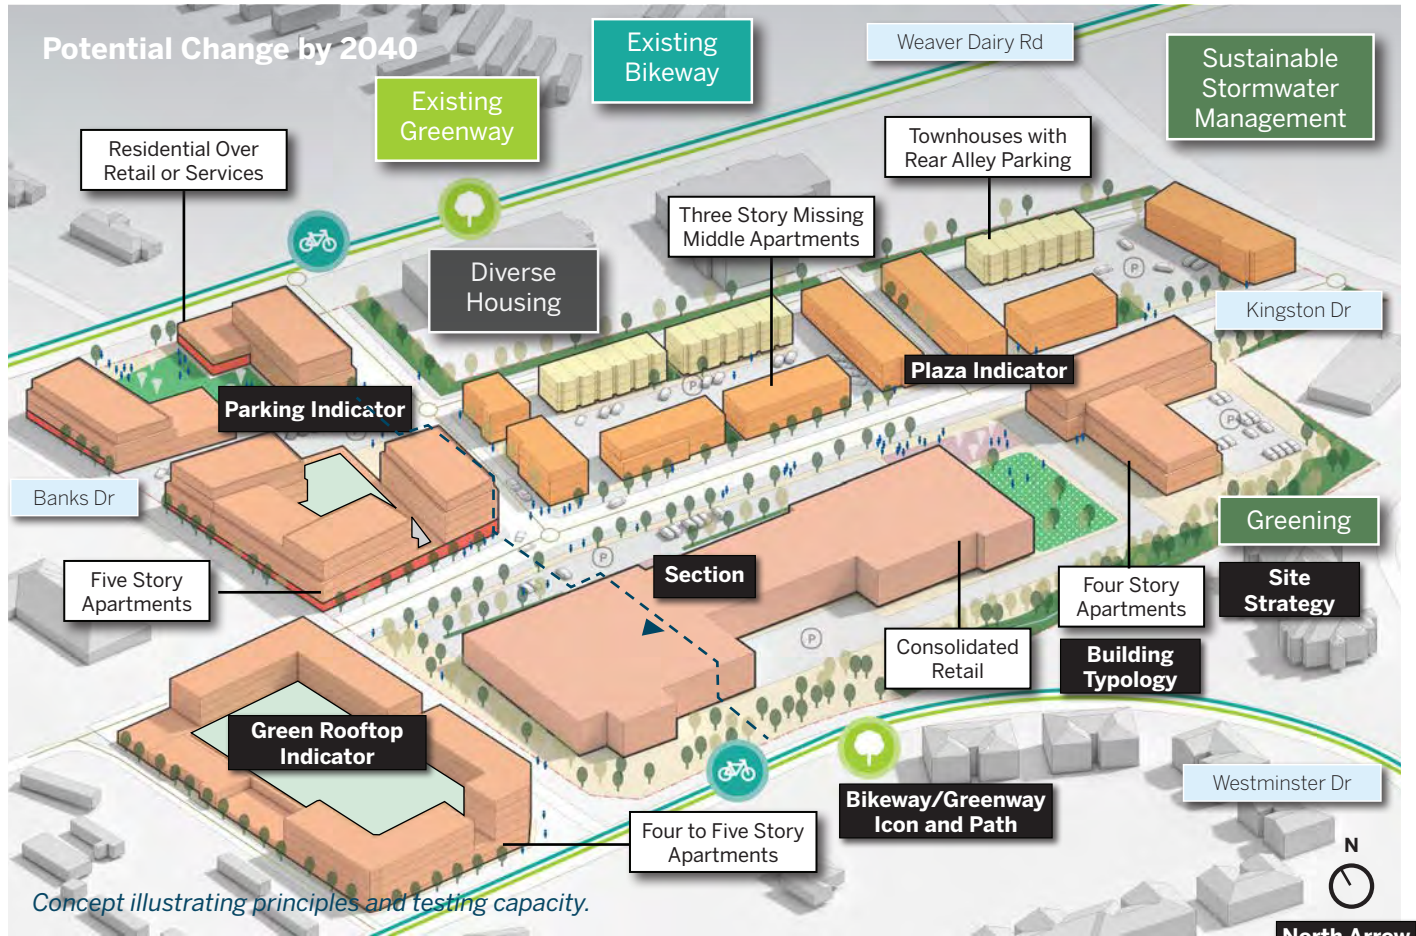 Potential Change by 2040
Existing
Bikeway
Weaver Dairy Rd
Sustainable
Stormwater
Management
Existing
Greenway
Residential Over
Retail or Services
Townhouses with
Rear Alley Parking
Three Story Missing
Middle Apartments
Diverse
Housing
P
Kingston Dr
Plaza Indicator
P
Parking Indicator
P
Banks Dr
Greening
P
Section
Five Story
Apartments
Four Story
Apartments
Site
Strategy
P
Consolidated
Retail
Building
Typology
Green Rooftop
Indicator
Westminster Dr
Bikeway/Greenway
Icon and Path
Four to Five Story
Apartments
N
Concept illustrating principles and testing capacity.
North Arrow